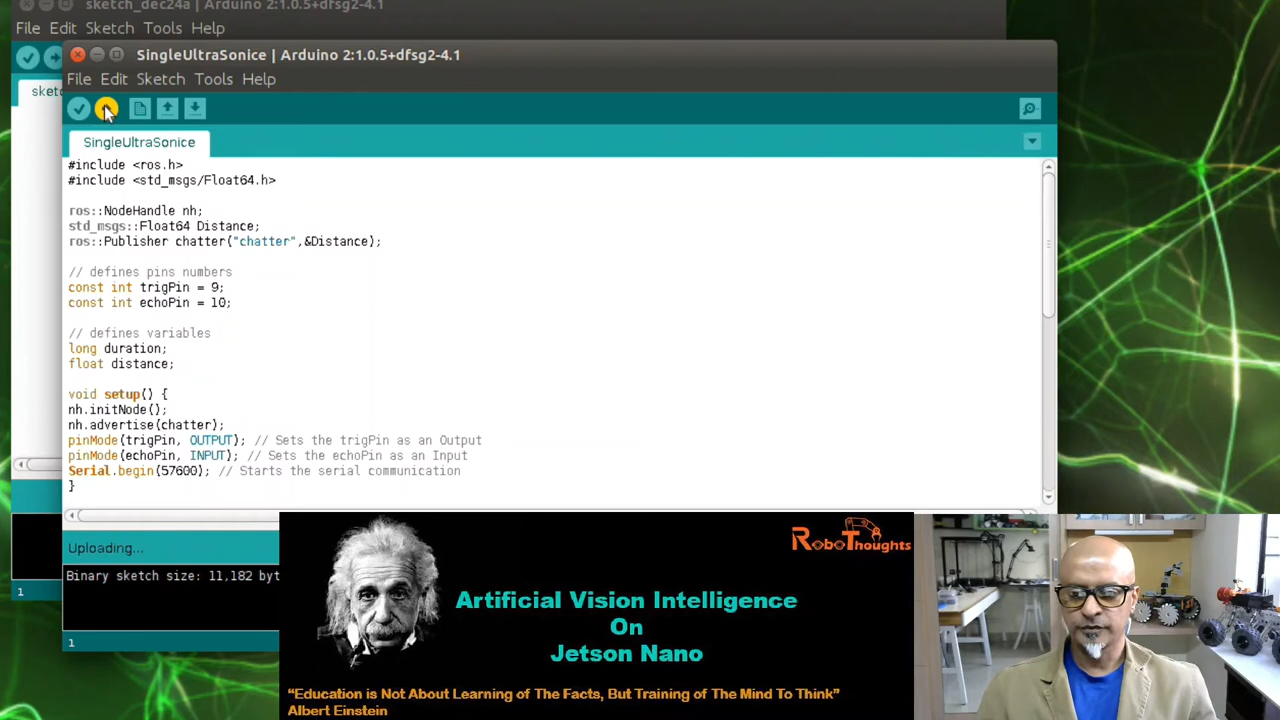 sketch_dec24a | Arduino 2:1.0.5+dfsg2-4.1
File Edit Sketch Tools Help
sket
SingleUltraSonice | Arduino 2:1.0.5+dfsg2-4.1
File Edit Sketch Tools Help
SingleUltraSonice
#include <ros.h>
#include <std_msgs/Float64.h>
ros::NodeHandle nh;
std_msgs::Float64 Distance;
ros::Publisher chatter("chatter",&Distance);
// defines pins numbers
const int trigPin = 9;
const int echoPin = 10;
// defines variables
long duration;
float distance;
void setup() {
nh.initNode();
nh.advertise(chatter);
pinMode(trigPin, OUTPUT); // Sets the trigPin as an Output
pinMode(echoPin, INPUT); // Sets the echoPin as an Input
Serial.begin(57600); // Starts the serial communication
}
Uploading...
Binary sketch size: 11,182 byt
1
1
RoboThoughts
Artificial Vision Intelligence
On
Jetson Nano
“Education is Not About Learning of The Facts, But Training of The Mind To Think”
Albert Einstein